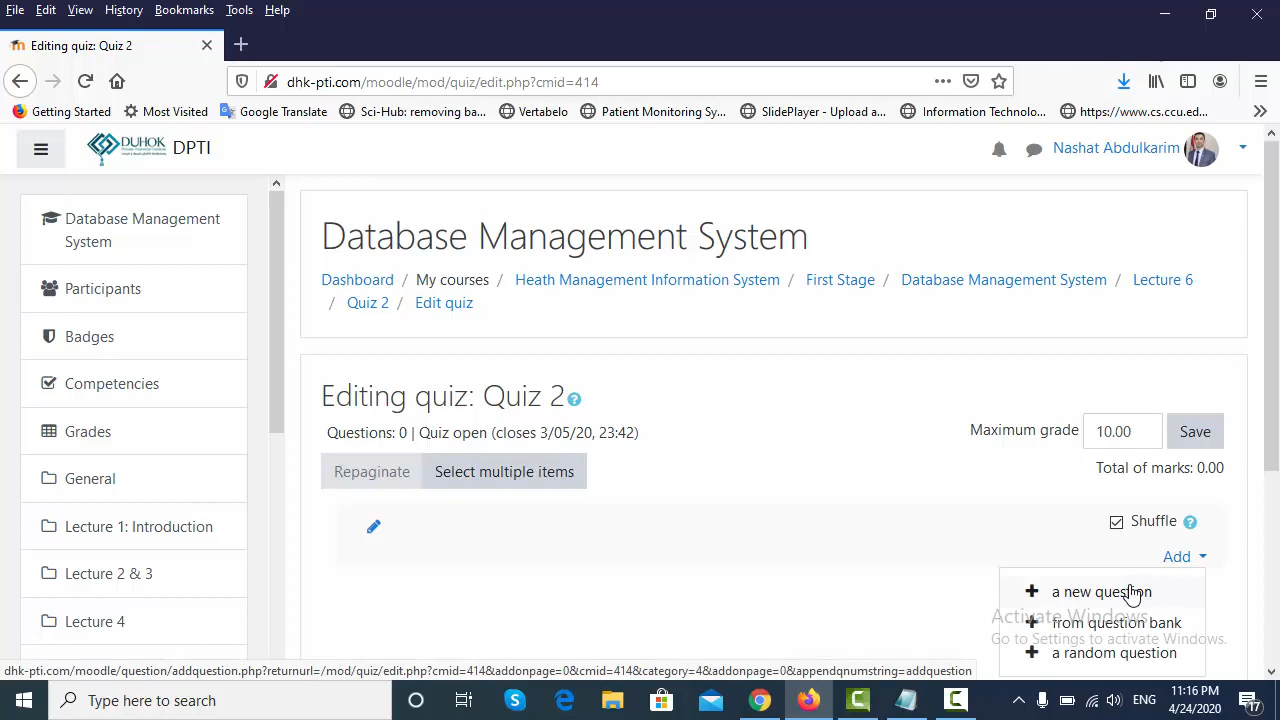 File Edit View History Bookmarks Tools Help
Editing quiz: Quiz 2
dhk-pti.com/moodle/mod/quiz/edit.php?cmid=414
Getting Started Most Visited Google Translate Sci-Hub: removing ba... Vertabelo Patient Monitoring Sy... SlidePlayer - Upload a... Information Technolo... https://www.cs.ccu.ed...
DUHOK DPTI Nashat Abdulkarim
Database Management System
Participants
Badges
Competencies
Grades
General
Lecture 1: Introduction
Lecture 2 & 3
Lecture 4
Database Management System
Dashboard / My courses / Heath Management Information System / First Stage / Database Management System / Lecture 6
/ Quiz 2 / Edit quiz
Editing quiz: Quiz 2
Questions: 0 | Quiz open (closes 3/05/20, 23:42)
Maximum grade 10.00 Save
Total of marks: 0.00
Repaginate Select multiple items
Shuffle
Add
a new question
from question bank
a random question
Activate Windows
Go to Settings to activate Windows.
dhk-pti.com/moodle/question/addquestion.php?returnurl=/mod/quiz/edit.php?cmid=414&addonpage=0&cmid=414&category=4&addonpage=0&appendqnumstring=addquestion
Type here to search
ENG
11:16 PM
4/24/2020
17